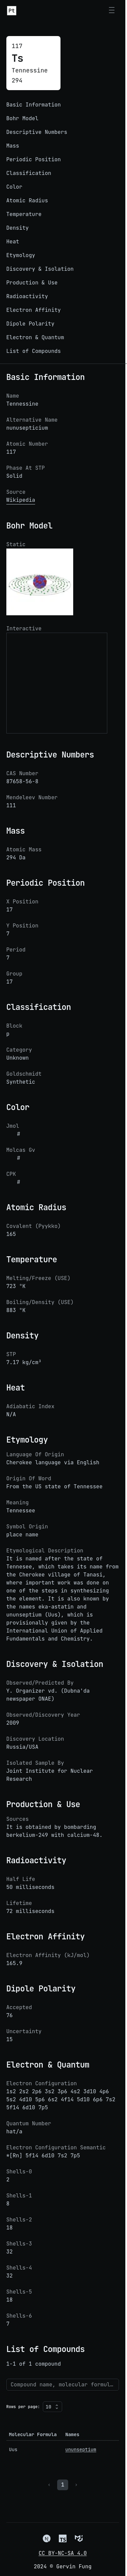 Pt
117
Ts
Tennessine
294
Basic Information
Bohr Model
Descriptive Numbers
Mass
Periodic Position
Classification
Color
Atomic Radius
Temperature
Density
Heat
Etymology
Discovery & Isolation
Production & Use
Radioactivity
Electron Affinity
Dipole Polarity
Electron & Quantum
List of Compounds
Basic Information
Name
Tennessine
Alternative Name
nunusepticium
Atomic Number
117
Phase At STP
Solid
Source
Wikipedia
Bohr Model
Static
Interactive
Descriptive Numbers
CAS Number
87658-56-8
Mendeleev Number
111
Mass
Atomic Mass
294 Da
Periodic Position
X Position
17
Y Position
7
Period
7
Group
17
Classification
Block
p
Category
Unknown
Goldschmidt
Synthetic
Color
Jmol
#
Molcas Gv
#
CPK
#
Atomic Radius
Covalent (Pyykko)
165
Temperature
Melting/Freeze (USE)
723 °K
Boiling/Density (USE)
883 °K
Density
STP
7.17 kg/cm³
Heat
Adiabatic Index
N/A
Etymology
Language Of Origin
Cherokee language via English
Origin Of Word
From the US state of Tennessee
Meaning
Tennessee
Symbol Origin
place name
Etymological Description
It is named after the state of
Tennessee, which takes its name from
the Cherokee village of Tanasi,
where important work was done on
one of the steps in synthesizing
the element. It is also known by
the names eka-astatin and
ununseptium (Uus), which is
provisionally given by the
International Union of Applied
Fundamentals and Chemistry.
Discovery & Isolation
Observed/Predicted By
Y. Organizer vd. (Dubna'da
newspaper ONAE)
Observed/Discovery Year
2009
Discovery Location
Russia/USA
Isolated Sample By
Joint Institute for Nuclear
Research
Production & Use
Sources
It is obtained by bombarding
berkelium-249 with calcium-48.
Radioactivity
Half Life
50 milliseconds
Lifetime
72 milliseconds
Electron Affinity
Electron Affinity (kJ/mol)
165.9
Dipole Polarity
Accepted
76
Uncertainty
15
Electron & Quantum
Electron Configuration
1s2 2s2 2p6 3s2 3p6 4s2 3d10 4p6
5s2 4d10 5p6 6s2 4f14 5d10 6p6 7s2
5f14 6d10 7p5
Quantum Number
hat/a
Electron Configuration Semantic
*[Rn] 5f14 6d10 7s2 7p5
Shells-0
2
Shells-1
8
Shells-2
18
Shells-3
32
Shells-4
32
Shells-5
18
Shells-6
7
List of Compounds
1-1 of 1 compound
Compound name, molecular formul…
Rows per page: 10
Molecular Formula Names
Uus ununseptium
< 1 >
CC BY-NC-SA 4.0
2024 © Gervin Fung